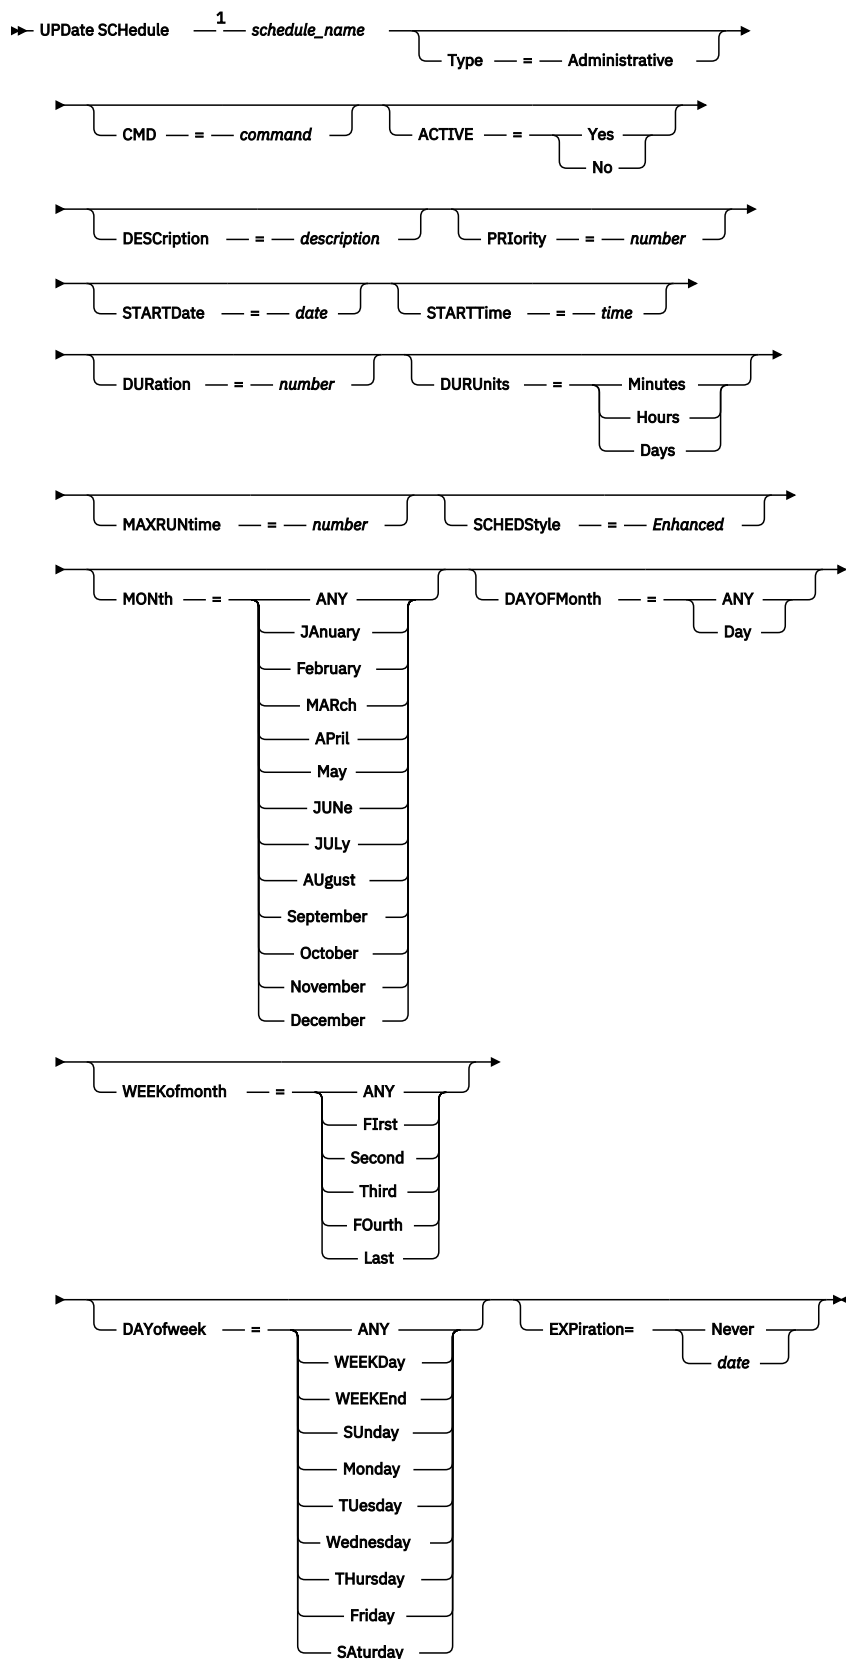 1
UPDate SCHedule schedule_name
Type = Administrative
CMD = command ACTIVE = Yes
No
DESCription = description PRIority = number
STARTDate = date STARTTime = time
DURation = number DURUnits = Minutes
Hours
Days
MAXRUNtime = number SCHEDStyle = Enhanced
MONth = ANY DAYOFMonth = ANY
JAnuary Day
February
MARch
APril
May
JUNe
JULy
AUgust
September
October
November
December
WEEKofmonth = ANY
FIrst
Second
Third
FOurth
Last
DAYofweek = ANY EXPiration= Never
WEEKDay date
WEEKEnd
SUnday
Monday
TUesday
Wednesday
THursday
Friday
SAturday